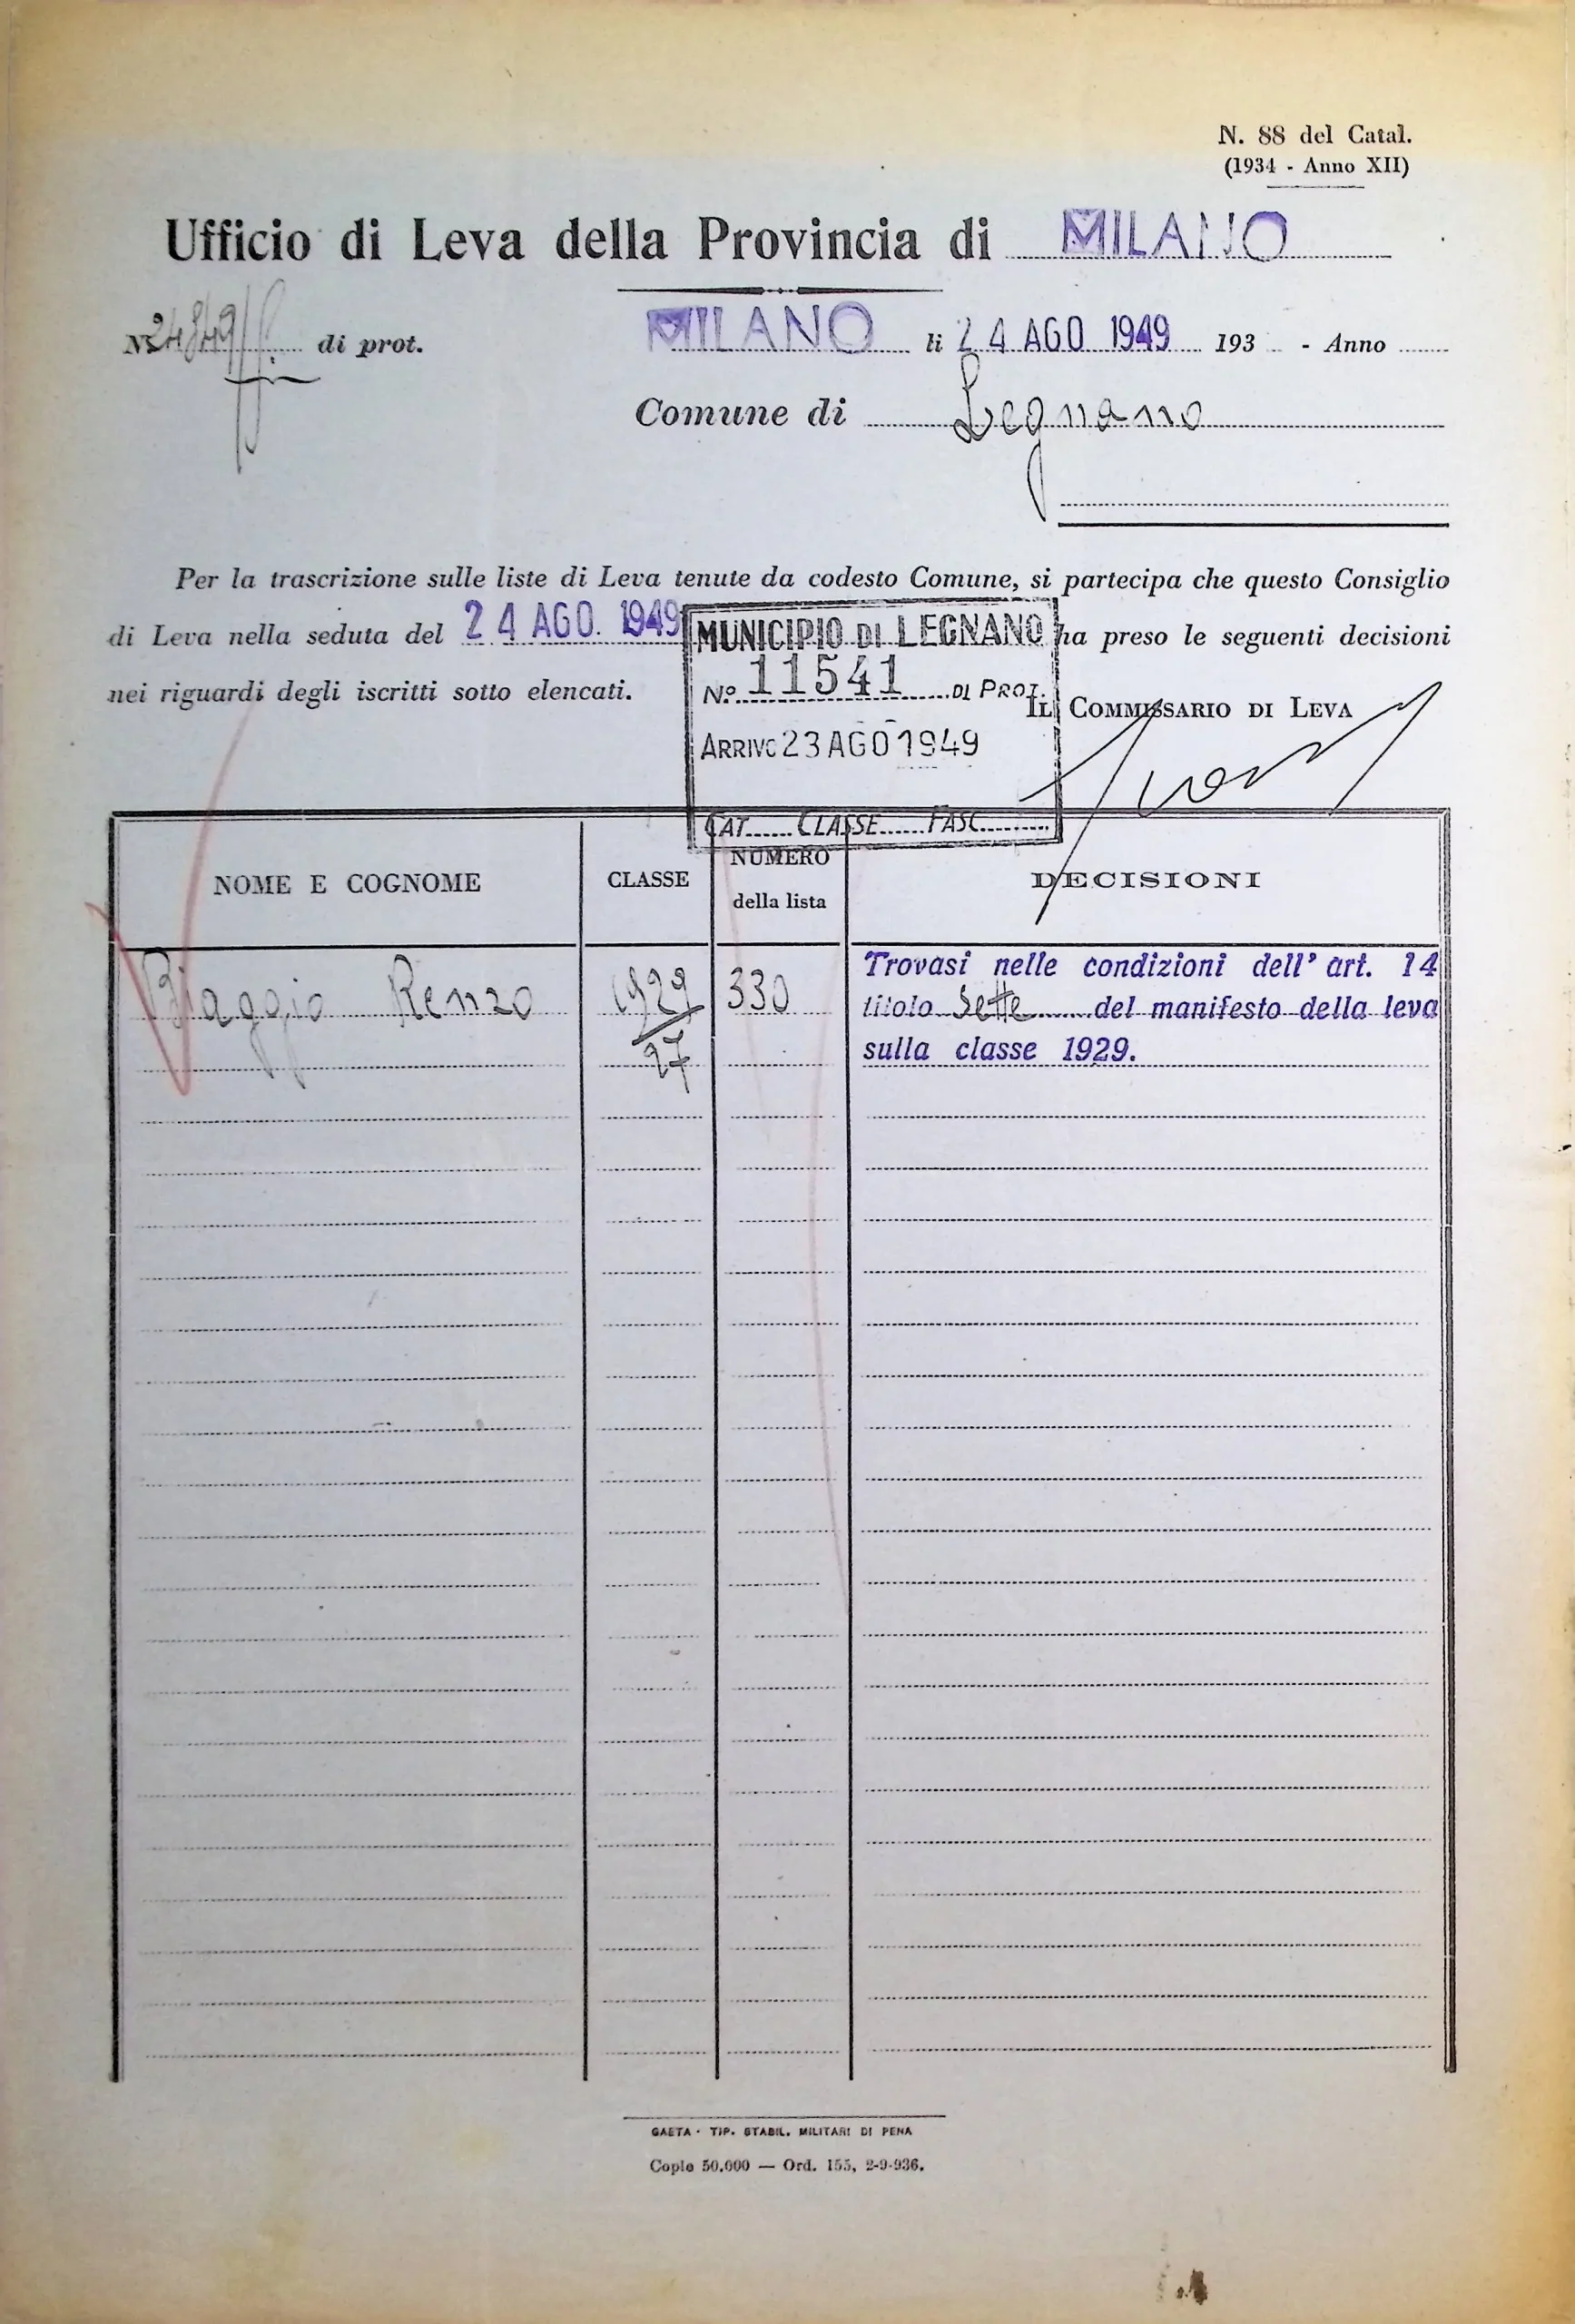 N. 88 del Catal.
(1934 - Anno XII)
Ufficio di Leva della Provincia di MILANO
N. di prot.
MILANO li 24 AGO 1949 193 - Anno
Comune di Legnano
Per la trascrizione sulle liste di Leva tenute da codesto Comune, si partecipa che questo Consiglio
di Leva nella seduta del 24 AGO. 1949 ha preso le seguenti decisioni
nei riguardi degli iscritti sotto elencati.
MUNICIPIO DI LEGNANO
No. 11541 DI PROT.
ARRIVO 23 AGO 1949
CAT. CLASSE FASC.
IL COMMISSARIO DI LEVA
NOME E COGNOME CLASSE NUMERO della lista DECISIONI
Biaggio Renzo 1929 330 Trovasi nelle condizioni dell' art. 14
titolo sette del manifesto della leva
27 sulla classe 1929.
GAETA - TIP. STABIL. MILITARI DI PENA
Copie 50.000 — Ord. 155, 2-9-936.